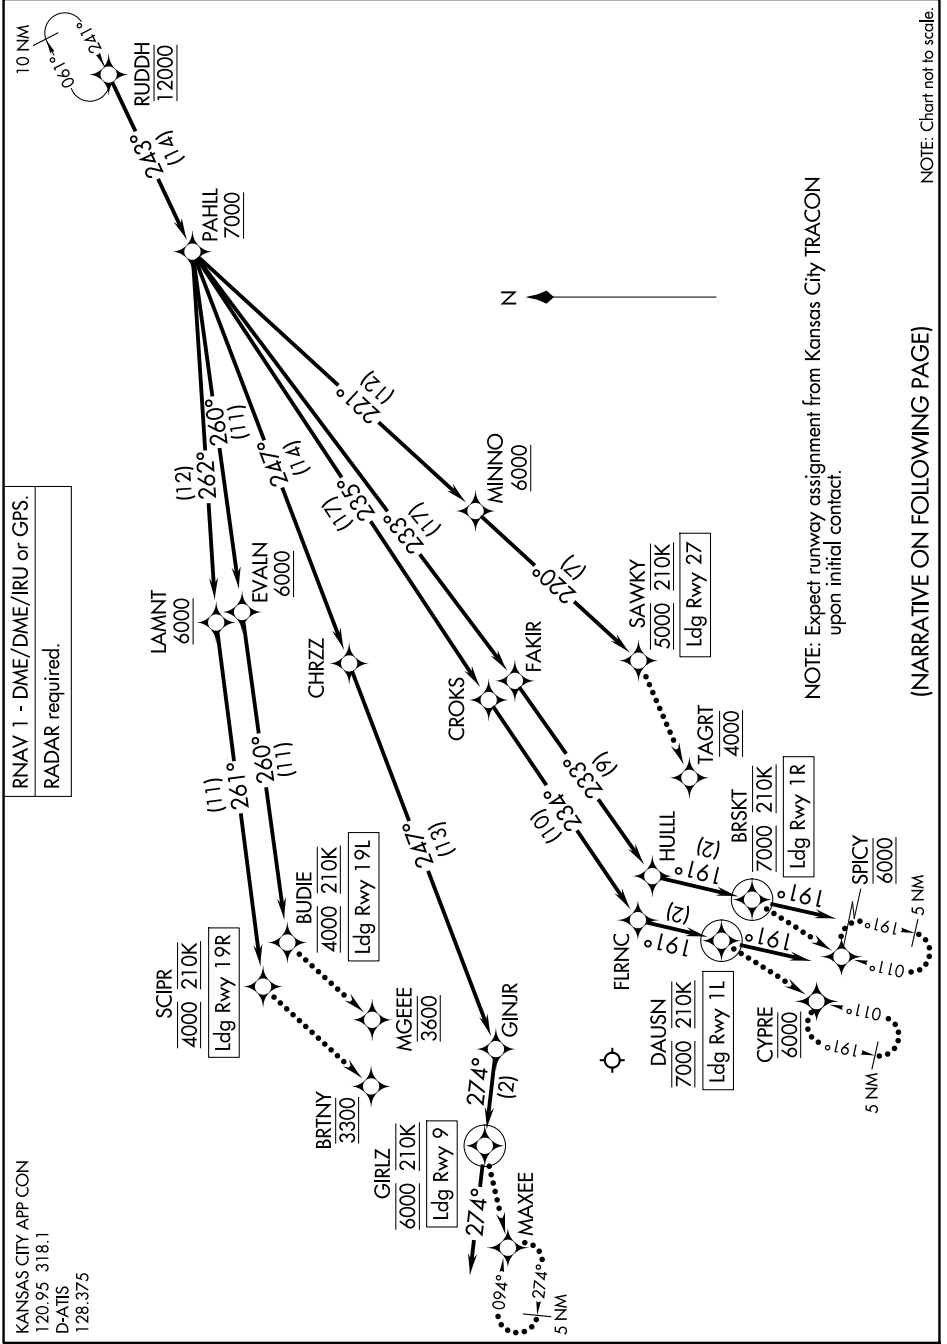 KANSAS CITY APP CON
120.95 318.1
D-ATIS
128.375
RNAV 1 - DME/DME/IRU or GPS.
RADAR required.
10 NM
061°
241°
RUDDH
12000
243°
(14)
PAHLL
7000
(12)
262°
260°
(11)
247°
(14)
235°
(17)
233°
(17)
221°
(12)
LAMNT
6000
EVALN
6000
CHRZZ
CROKS
FAKIR
MINNO
6000
(11)
261°
260°
(11)
247°
(13)
(10)
234°
233°
(9)
220°
(7)
SCIPR
4000 210K
Ldg Rwy 19R
BUDIE
4000 210K
Ldg Rwy 19L
BRTNY
3300
MGEEE
3600
GINJR
274°
(2)
GIRLZ
6000 210K
Ldg Rwy 9
274°
MAXEE
094°
274°
5 NM
FLRNC
191°
(2)
DAUSN
7000 210K
Ldg Rwy 1L
191°
CYPRE
6000
191°
011°
5 NM
HULLL
191°
(2)
BRSKT
7000 210K
Ldg Rwy 1R
191°
SPICY
6000
191°
011°
5 NM
SAWKY
5000 210K
Ldg Rwy 27
TAGRT
4000
N
NOTE: Expect runway assignment from Kansas City TRACON
upon initial contact.
(NARRATIVE ON FOLLOWING PAGE)
NOTE: Chart not to scale.